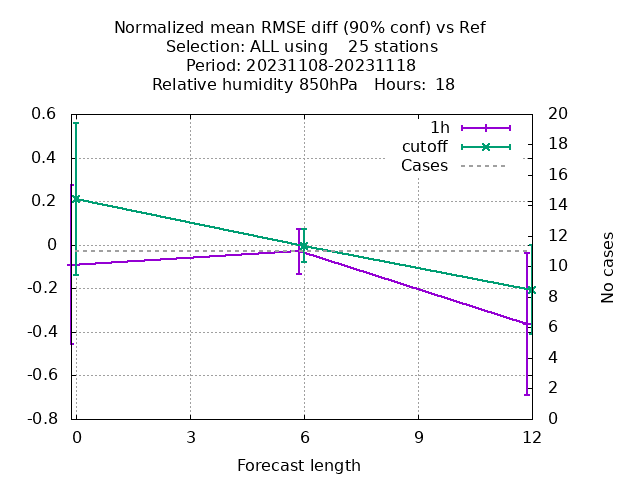 Normalized mean RMSE diff (90% conf) vs Ref
Selection: ALL using    25 stations
Period: 20231108-20231118
Relative humidity 850hPa   Hours:  18
0.6
0.4
0.2
0
-0.2
-0.4
-0.6
-0.8
20
18
16
14
12
10
8
6
4
2
0
1h
cutoff
Cases
No cases
0
3
6
9
12
Forecast length